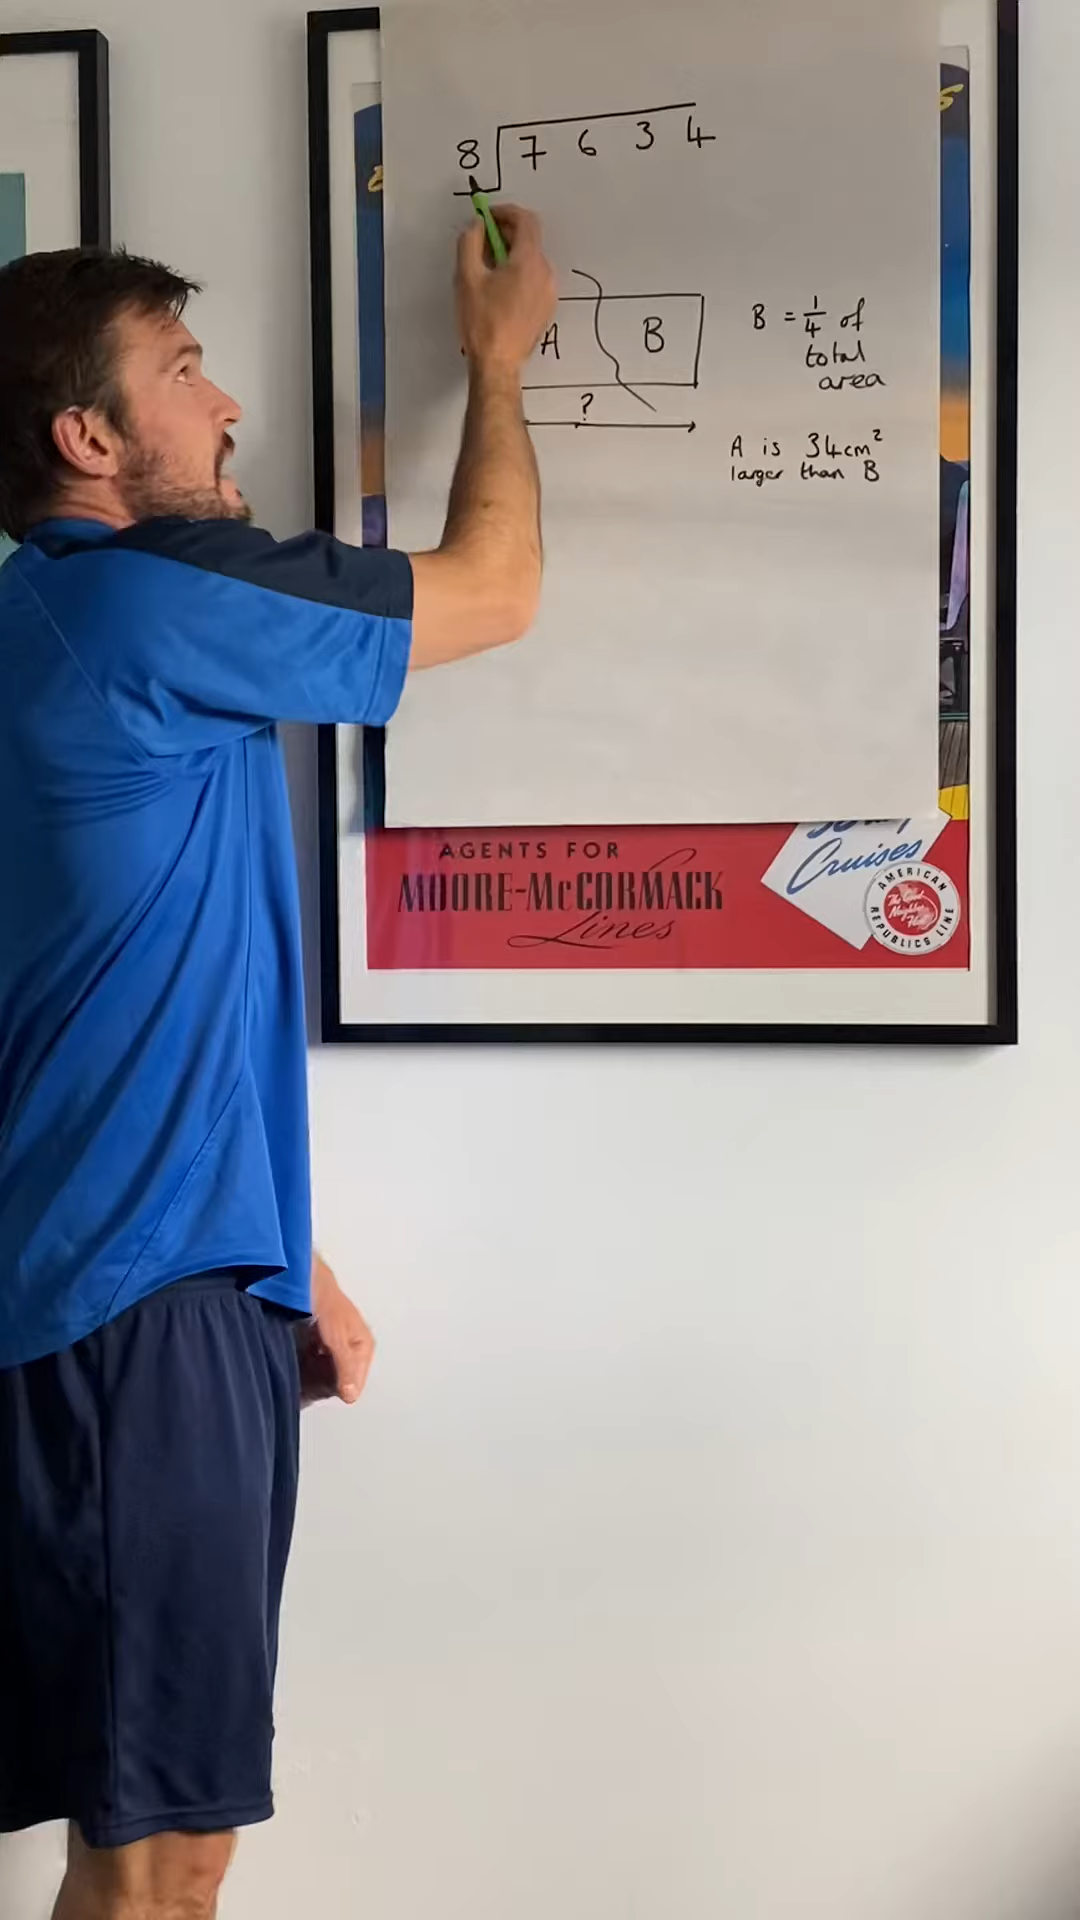 8 7 6 3 4
A B
?
B = 1/4 of
total
area
A is 34cm²
larger than B
AGENTS FOR
MOORE-McCORMACK
Lines
Cruises
AMERICAN
REPUBLICS LINE